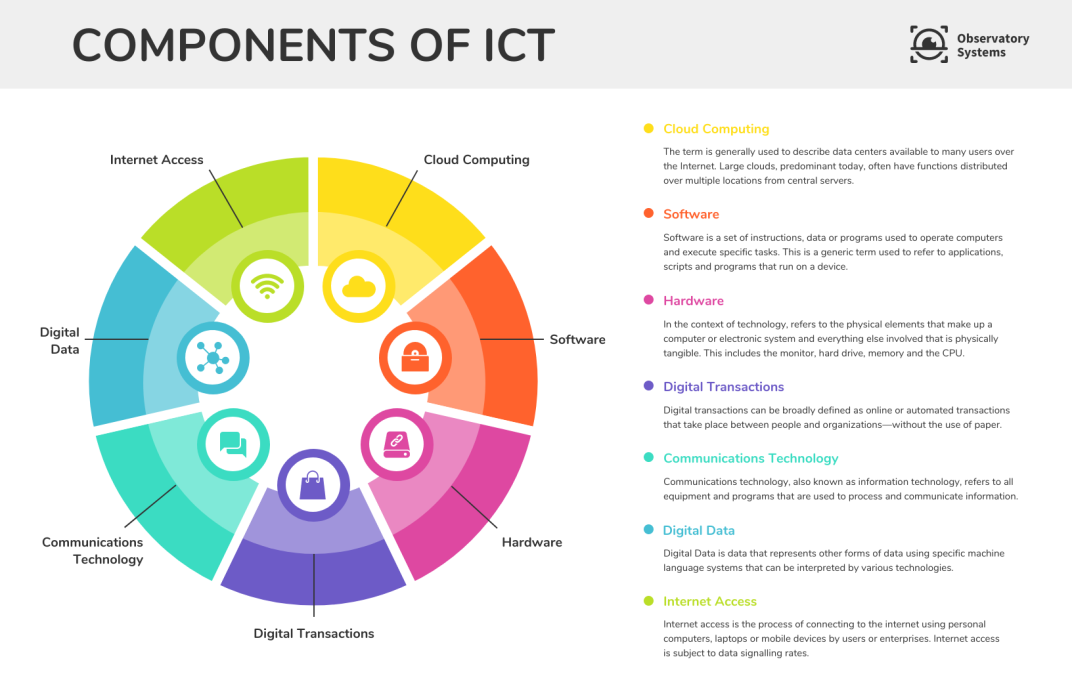 COMPONENTS OF ICT
Observatory
Systems
Internet Access
Cloud Computing
Digital
Data
Software
Communications
Technology
Hardware
Digital Transactions
Cloud Computing
The term is generally used to describe data centers available to many users over
the Internet. Large clouds, predominant today, often have functions distributed
over multiple locations from central servers.
Software
Software is a set of instructions, data or programs used to operate computers
and execute specific tasks. This is a generic term used to refer to applications,
scripts and programs that run on a device.
Hardware
In the context of technology, refers to the physical elements that make up a
computer or electronic system and everything else involved that is physically
tangible. This includes the monitor, hard drive, memory and the CPU.
Digital Transactions
Digital transactions can be broadly defined as online or automated transactions
that take place between people and organizations—without the use of paper.
Communications Technology
Communications technology, also known as information technology, refers to all
equipment and programs that are used to process and communicate information.
Digital Data
Digital Data is data that represents other forms of data using specific machine
language systems that can be interpreted by various technologies.
Internet Access
Internet access is the process of connecting to the internet using personal
computers, laptops or mobile devices by users or enterprises. Internet access
is subject to data signalling rates.